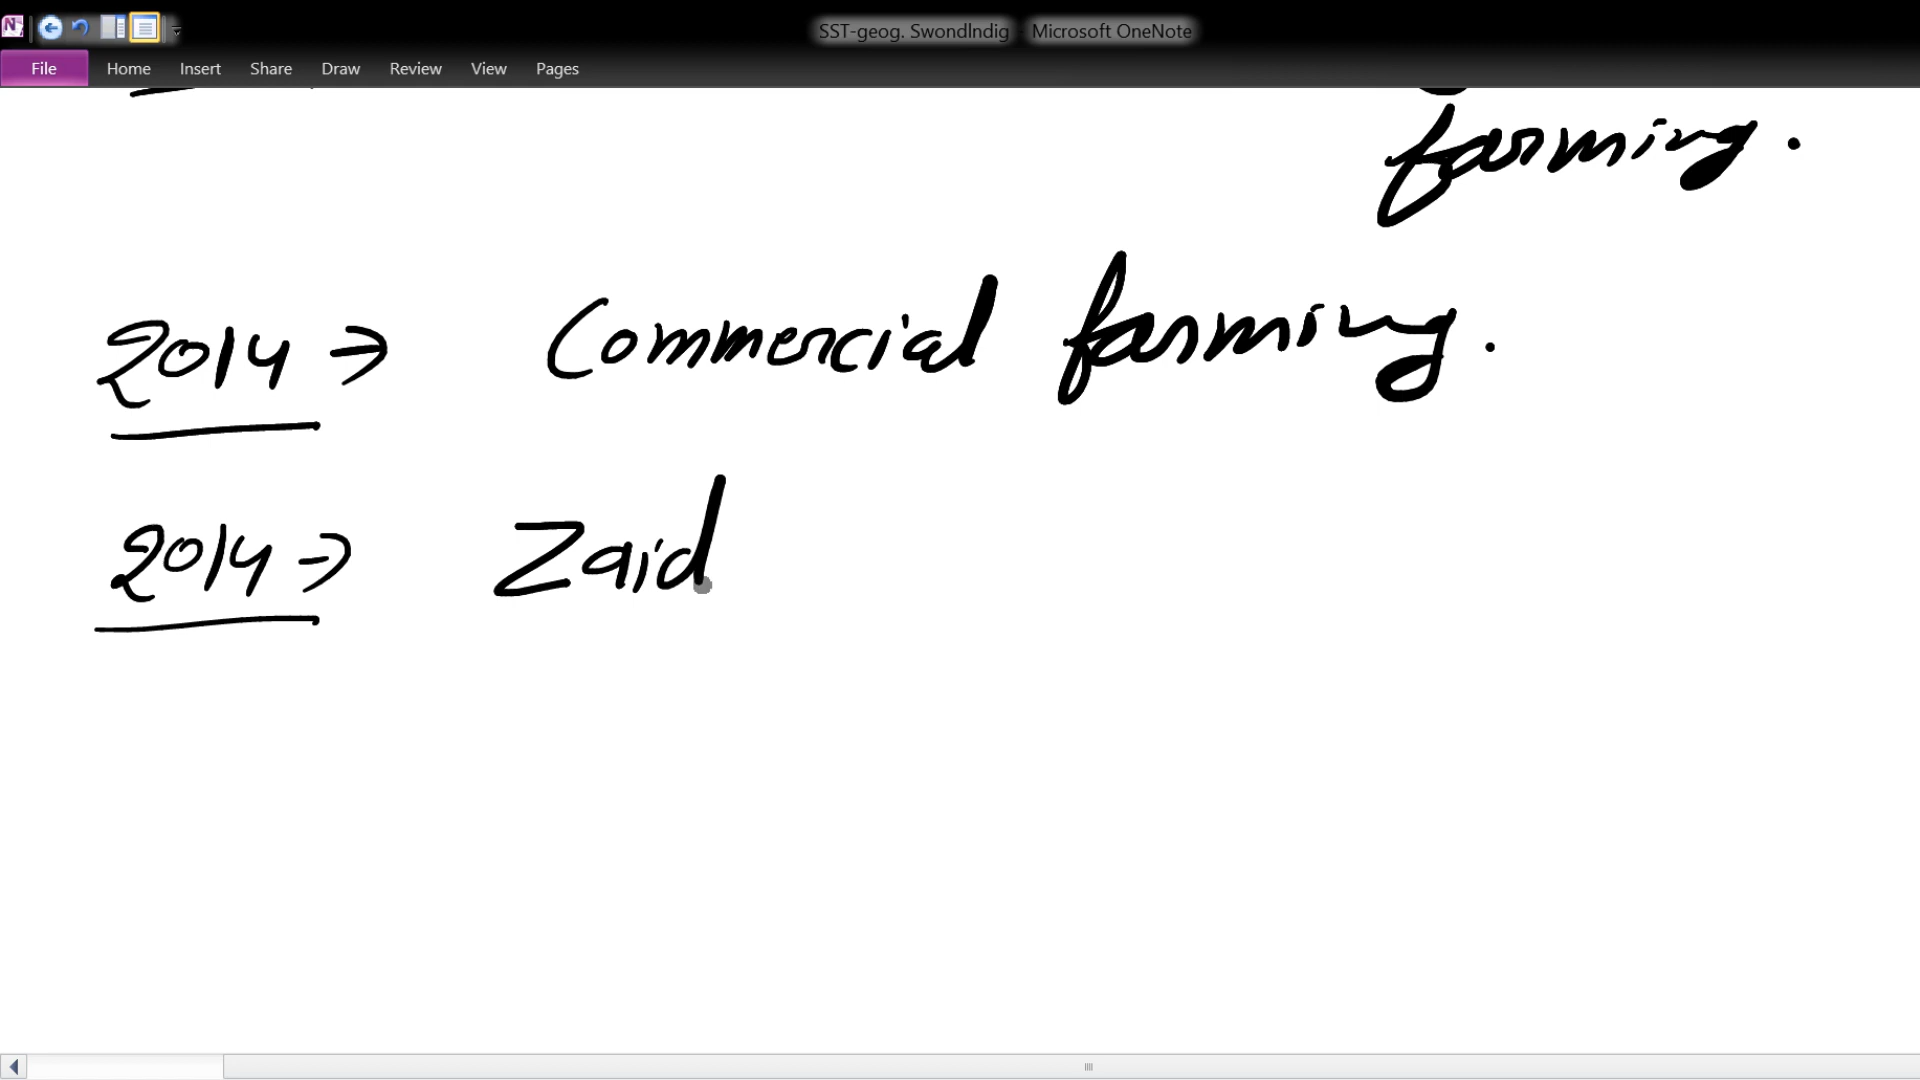 SST-geog. SwondIndig - Microsoft OneNote
File Home Insert Share Draw Review View Pages
farming.
2014 → Commercial farming.
2014 → Zaid